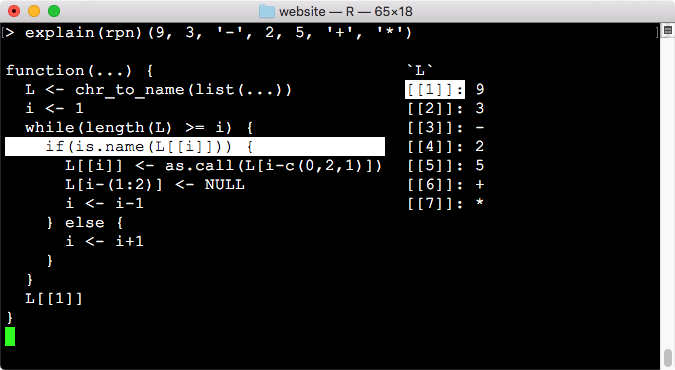 website — R — 65×18
> explain(rpn)(9, 3, '-', 2, 5, '+', '*')
function(...) {
  L <- chr_to_name(list(...))
  i <- 1
  while(length(L) >= i) {
    if(is.name(L[[i]])) {
      L[[i]] <- as.call(L[i-c(0,2,1)])
      L[i-(1:2)] <- NULL
      i <- i-1
    } else {
      i <- i+1
    }
  }
  L[[1]]
}
`L`
[[1]]: 9
[[2]]: 3
[[3]]: -
[[4]]: 2
[[5]]: 5
[[6]]: +
[[7]]: *